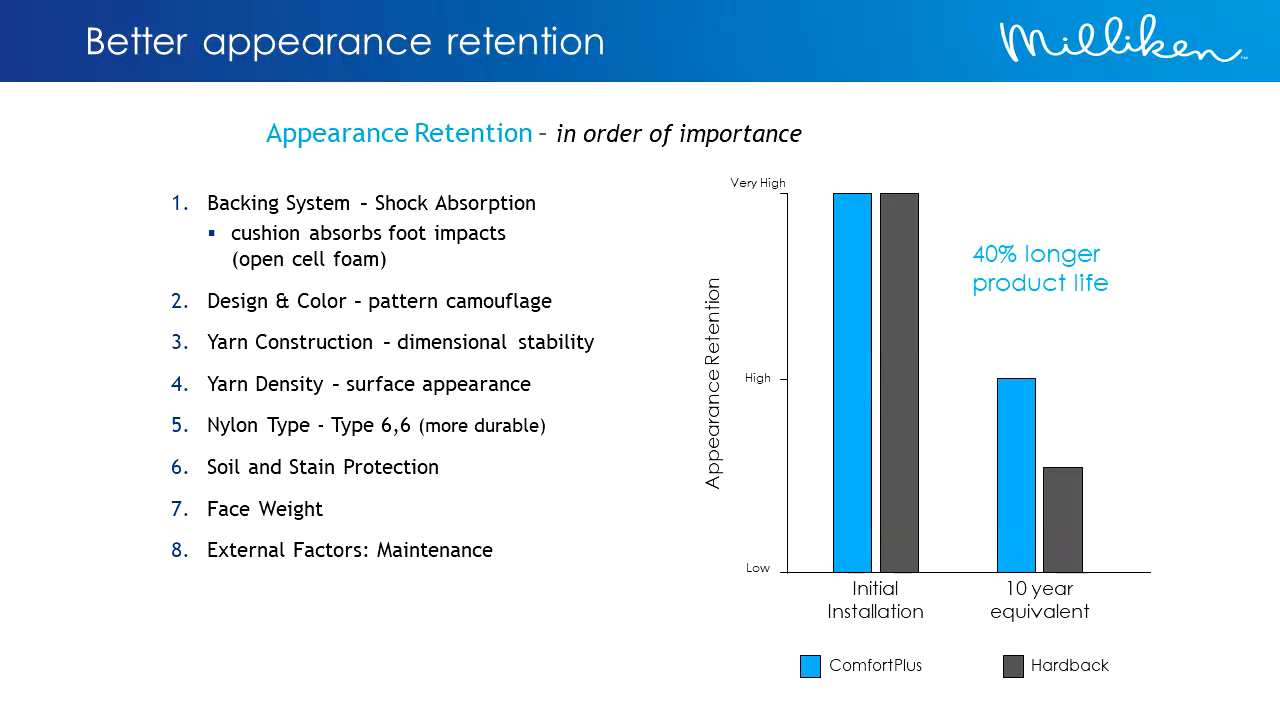 Better appearance retention
Milliken™
Appearance Retention – in order of importance
1. Backing System – Shock Absorption
▪ cushion absorbs foot impacts
(open cell foam)
2. Design & Color – pattern camouflage
3. Yarn Construction – dimensional stability
4. Yarn Density – surface appearance
5. Nylon Type - Type 6,6 (more durable)
6. Soil and Stain Protection
7. Face Weight
8. External Factors: Maintenance
Very High
40% longer
product life
Appearance Retention
High
Low
Initial
Installation
10 year
equivalent
ComfortPlus
Hardback